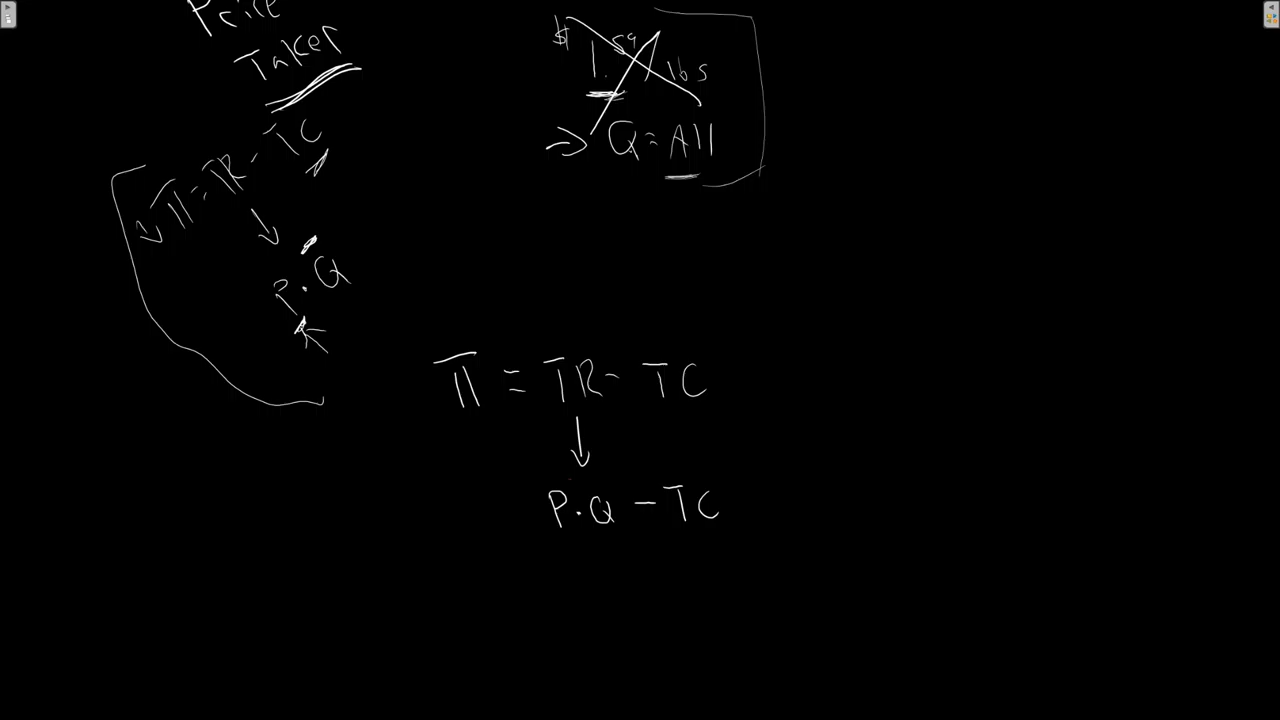 Price
Taker
π = TR - TC
P·Q
$ 1.59 / lbs
⇒ Q = All
π = TR - TC
P·Q - TC